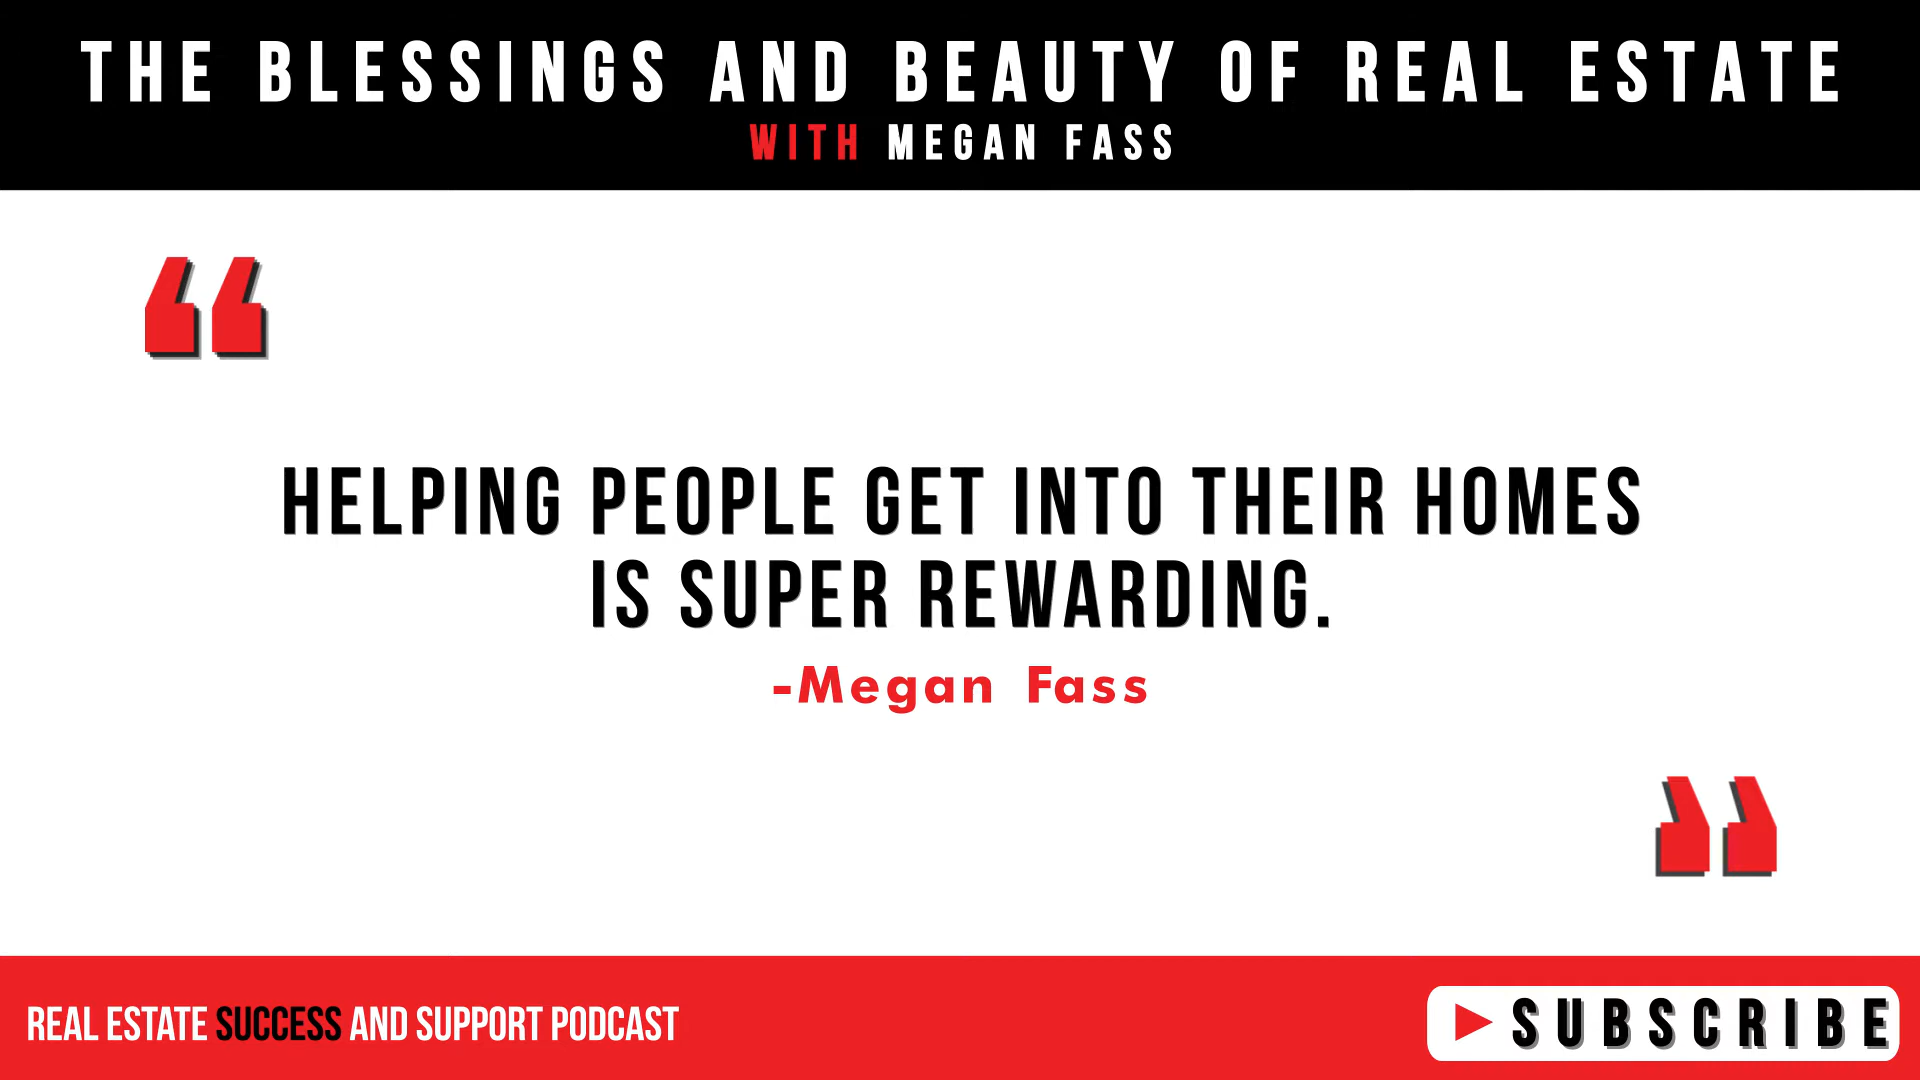 THE BLESSINGS AND BEAUTY OF REAL ESTATE
WITH MEGAN FASS
“
HELPING PEOPLE GET INTO THEIR HOMES
IS SUPER REWARDING.
-Megan Fass
”
REAL ESTATE SUCCESS AND SUPPORT PODCAST
SUBSCRIBE